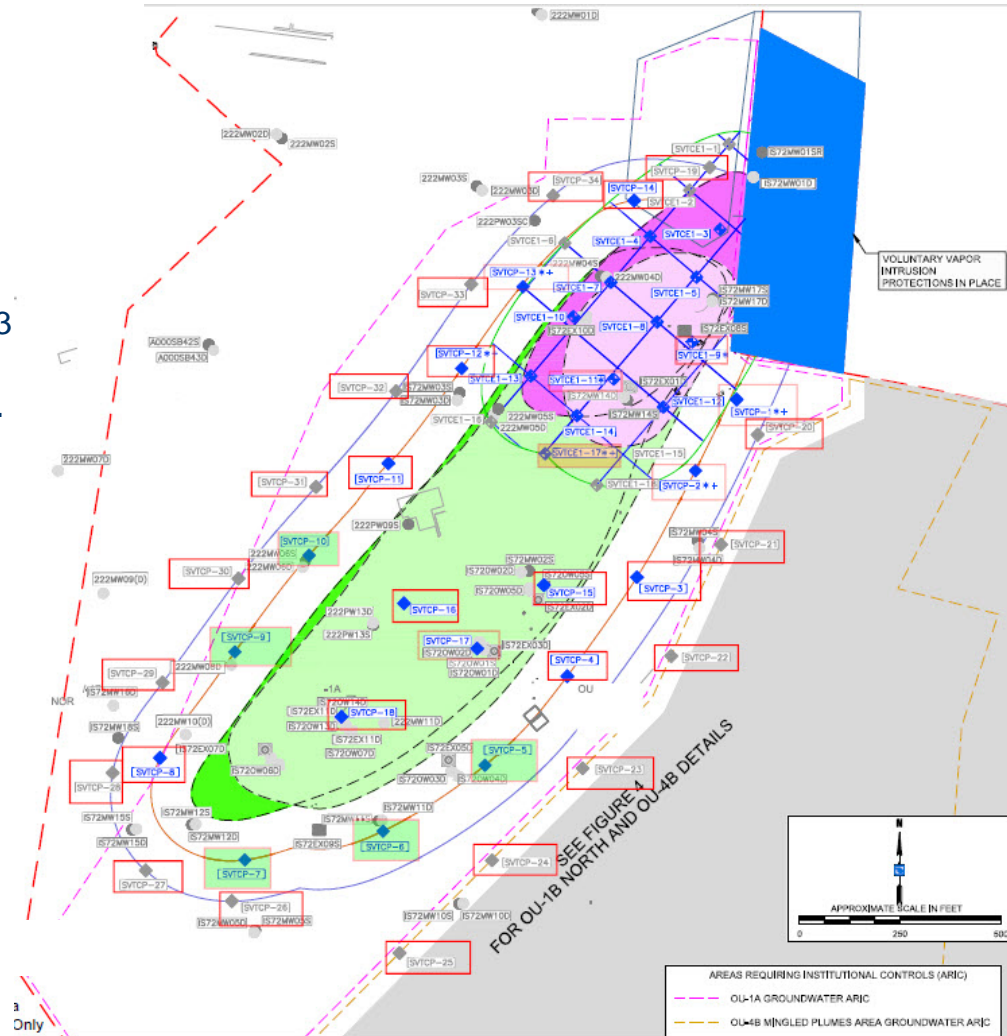 222MW01D
222MW02D
222MW02S
SVTCE1-1
IS72MW01SR
SVTCP-19
IS72MW01D
222MW03S
222MW03D
SVTCP-34
SVTCP-14
SVTCE1-2
222PW03SC
SVTCE1-3
SVTCE1-4
SVTCE1-6
VOLUNTARY VAPOR
INTRUSION
PROTECTIONS IN PLACE
222MW04S
222MW04D
SVTCP-13*+
SVTCE1-7
SVTCE1-5
SVTCP-33
IS72MW17S
IS72MW17D
3
SVTCE1-10
SVTCE1-8
IS72EX10D
IS72EX08S
A000SB42S
A000SB43D
SVTCE1-9*
SVTCP-12*+
SVTCE1-13
SVTCE1-11*
SVTCP-32
IS72MW03S
IS72MW03D
IS72MW14D
IS72MW14S
SVTCE1-12
SVTCP-1*+
SVTCE1-16
222MW05S
222MW05D
SVTCE1-14
SVTCP-20
SVTCE1-17*+
SVTCE1-15
222MW07D
SVTCP-11
SVTCE1-18
SVTCP-2*+
SVTCP-31
222PW09S
SVTCP-10
222MW06S
222MW06D
IS72MW04S
IS72MW04D
SVTCP-21
SVTCP-30
222MW09(D)
IS72MW02S
IS72OW02D
IS72OW05D
SVTCP-15
IS72EX02D
SVTCP-3
SVTCP-16
222PW13D
222PW13S
SVTCP-9
SVTCP-17
IS72EX03D
IS72OW02D
IS72OW01S
IS72OW01D
SVTCP-22
SVTCP-29
222MW08D
SVTCP-4
OU
-1A
NOR
IS72MW16D
IS72MW16S
SVTCP-18
222MW11D
IS72OW13D
IS72EX11D
IS72OW07D
222MW10(D)
IS72EX07D
SVTCP-8
IS72OW06D
IS72EX05D
SVTCP-5
IS72OW03D
IS72OW04D
SVTCP-28
SVTCP-23
SEE FIGURE 4
FOR OU-1B NORTH AND OU-4B DETAILS
IS72MW15S
IS72MW15D
IS72MW12S
IS72MW12D
IS72MW11D
IS72MW11S
IS72EX09S
SVTCP-6
SVTCP-7
SVTCP-27
SVTCP-24
SVTCP-26
IS72MW05S
IS72MW10S
IS72MW10D
SVTCP-25
N
APPROXIMATE SCALE IN FEET
0 250 500
AREAS REQUIRING INSTITUTIONAL CONTROLS (ARIC)
OU-1A GROUNDWATER ARIC
OU-4B MINGLED PLUMES AREA GROUNDWATER ARIC
a
Only